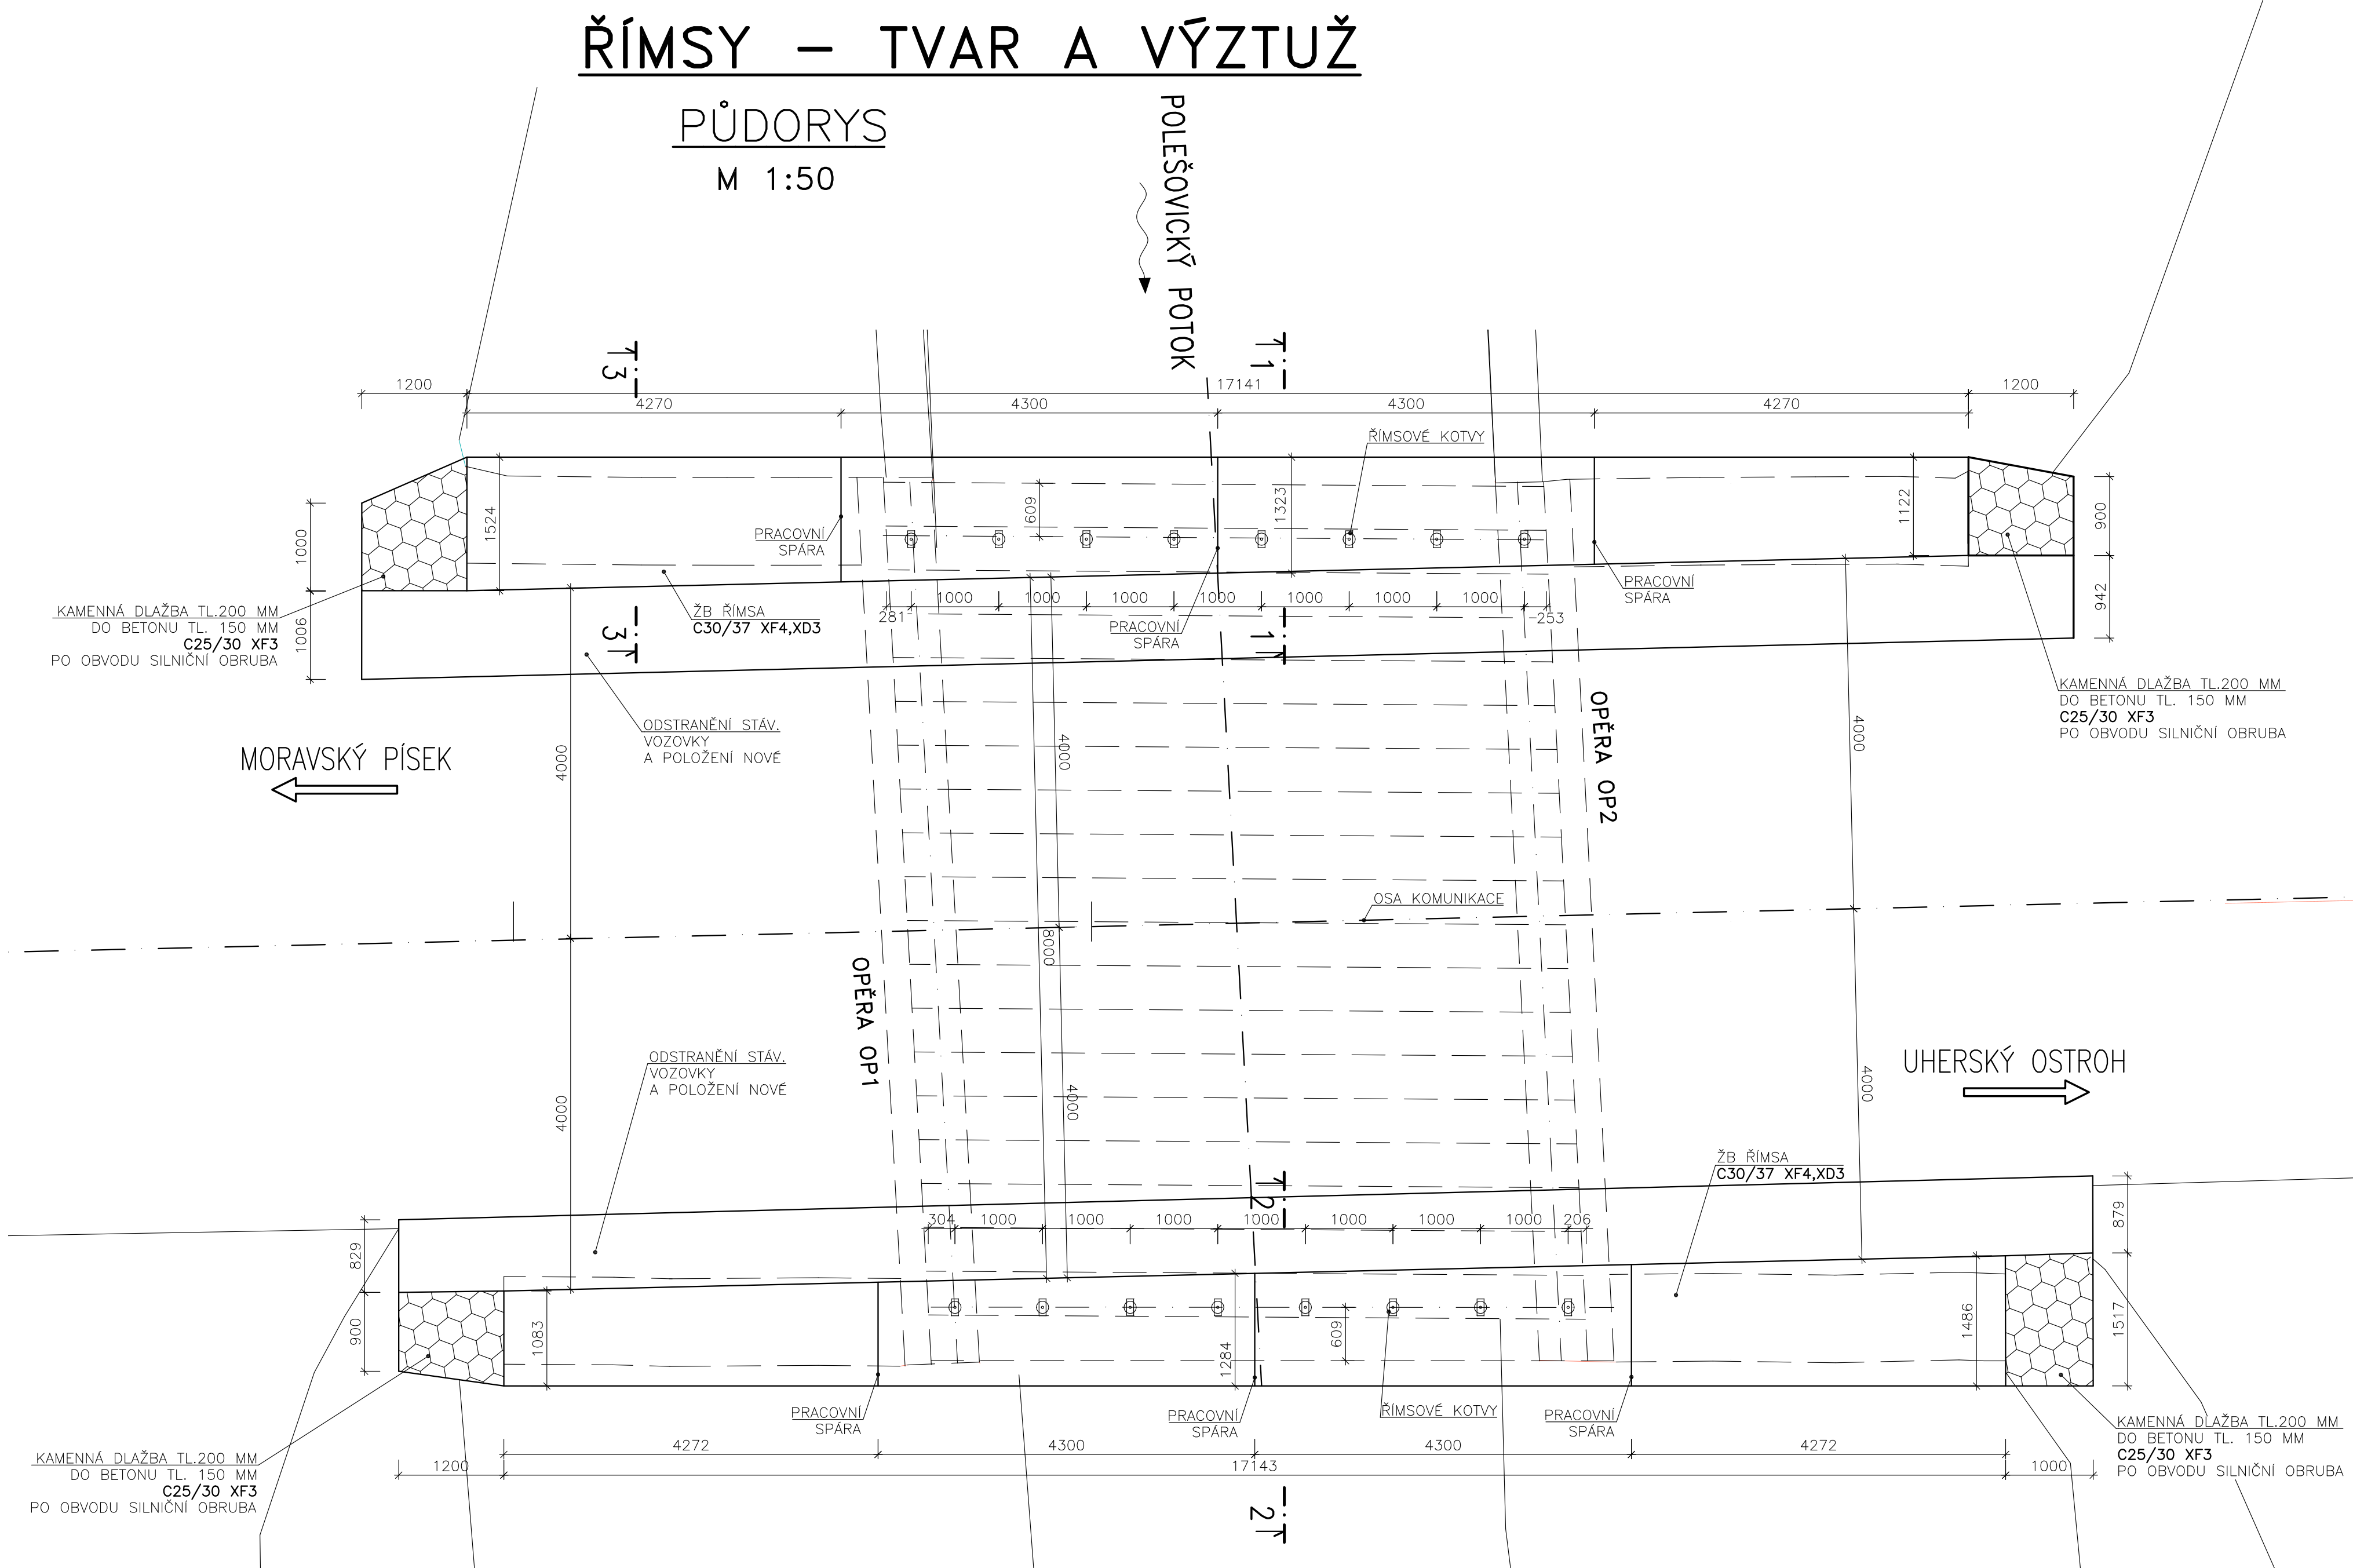 ŘÍMSY – TVAR A VÝZTUŽ
PŮDORYS
M 1:50
POLEŠOVICKÝ POTOK
3
1
1200
17141
1200
4270
4300
4300
4270
ŘÍMSOVÉ KOTVY
1524
609
1323
1122
1000
900
PRACOVNÍ
SPÁRA
1006
942
KAMENNÁ DLAŽBA TL.200 MM
DO BETONU TL. 150 MM
C25/30 XF3
PO OBVODU SILNIČNÍ OBRUBA
ŽB ŘÍMSA
C30/37 XF4,XD3
281
1000
1000
1000
1000
1000
1000
1000
253
PRACOVNÍ
SPÁRA
PRACOVNÍ
SPÁRA
3
1
KAMENNÁ DLAŽBA TL.200 MM
DO BETONU TL. 150 MM
C25/30 XF3
PO OBVODU SILNIČNÍ OBRUBA
ODSTRANĚNÍ STÁV.
VOZOVKY
A POLOŽENÍ NOVÉ
MORAVSKÝ PÍSEK
4000
4000
4000
OPĚRA OP2
OSA KOMUNIKACE
8000
OPĚRA OP1
ODSTRANĚNÍ STÁV.
VOZOVKY
A POLOŽENÍ NOVÉ
4000
4000
4000
UHERSKÝ OSTROH
ŽB ŘÍMSA
C30/37 XF4,XD3
2
304
1000
1000
1000
1000
1000
1000
1000
206
829
879
900
1083
1284
609
1486
1517
PRACOVNÍ
SPÁRA
PRACOVNÍ
SPÁRA
ŘÍMSOVÉ KOTVY
PRACOVNÍ
SPÁRA
KAMENNÁ DLAŽBA TL.200 MM
DO BETONU TL. 150 MM
C25/30 XF3
PO OBVODU SILNIČNÍ OBRUBA
4272
4300
4300
4272
1200
17143
1000
KAMENNÁ DLAŽBA TL.200 MM
DO BETONU TL. 150 MM
C25/30 XF3
PO OBVODU SILNIČNÍ OBRUBA
2